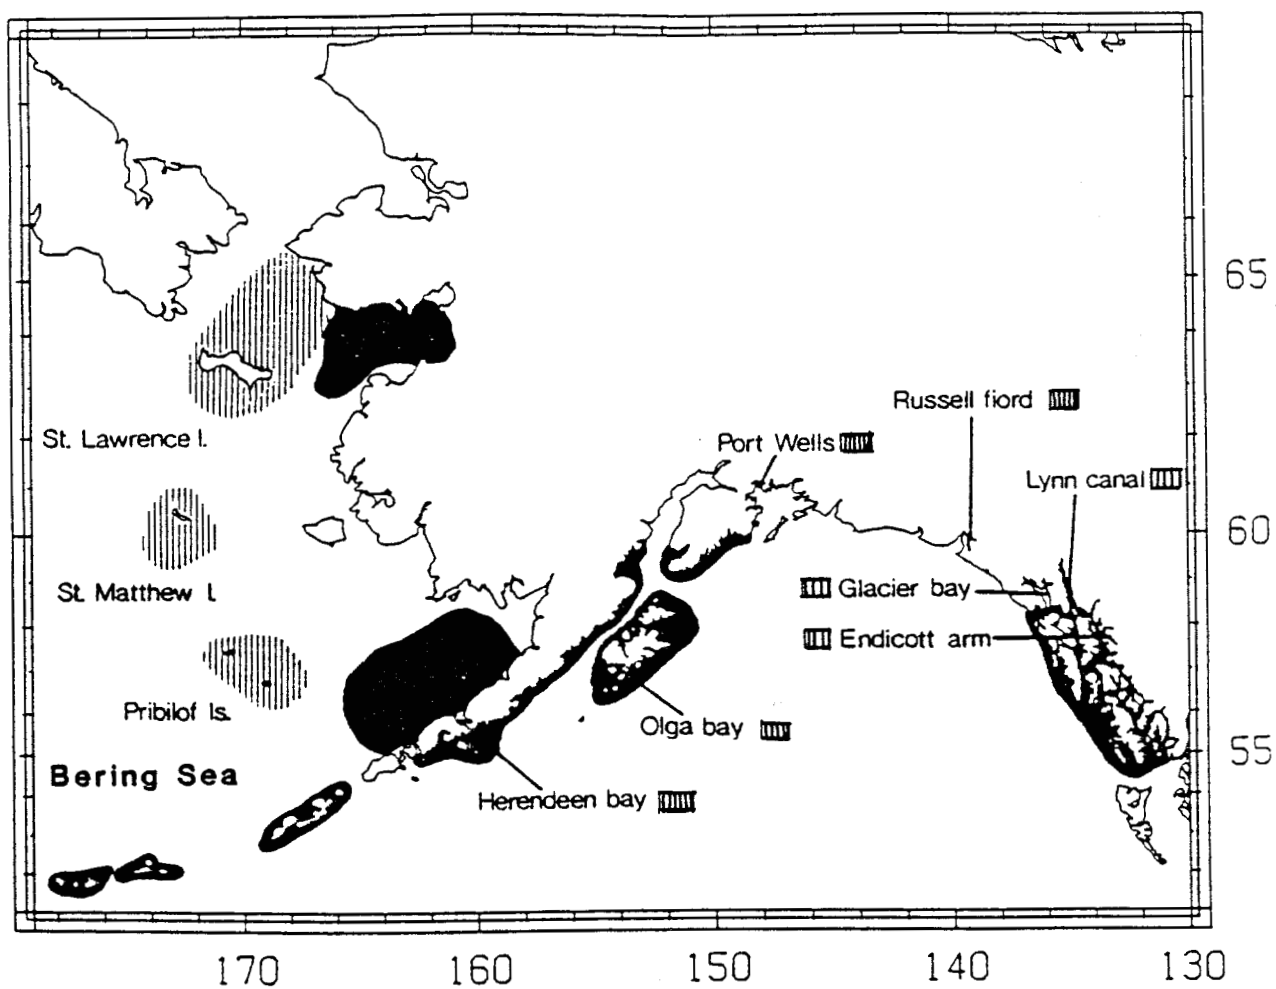 65
Russell fiord
Port Wells
St. Lawrence I.
Lynn canal
60
St. Matthew I.
Glacier bay
Endicott arm
Pribilof Is.
Olga bay
55
Bering Sea
Herendeen bay
170 160 150 140 130